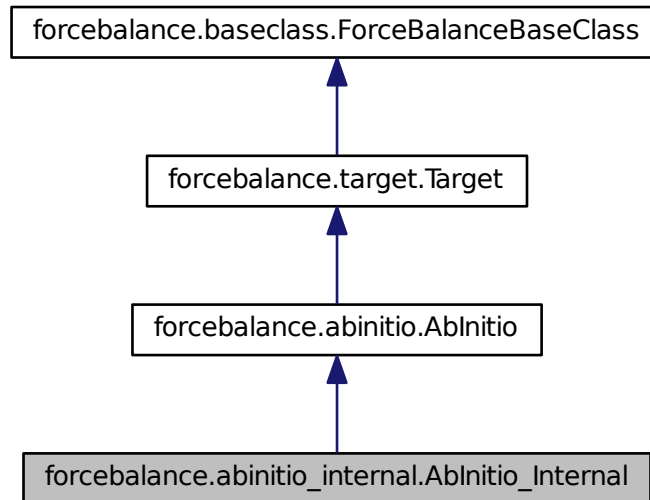 forcebalance.baseclass.ForceBalanceBaseClass
forcebalance.target.Target
forcebalance.abinitio.AbInitio
forcebalance.abinitio_internal.AbInitio_Internal